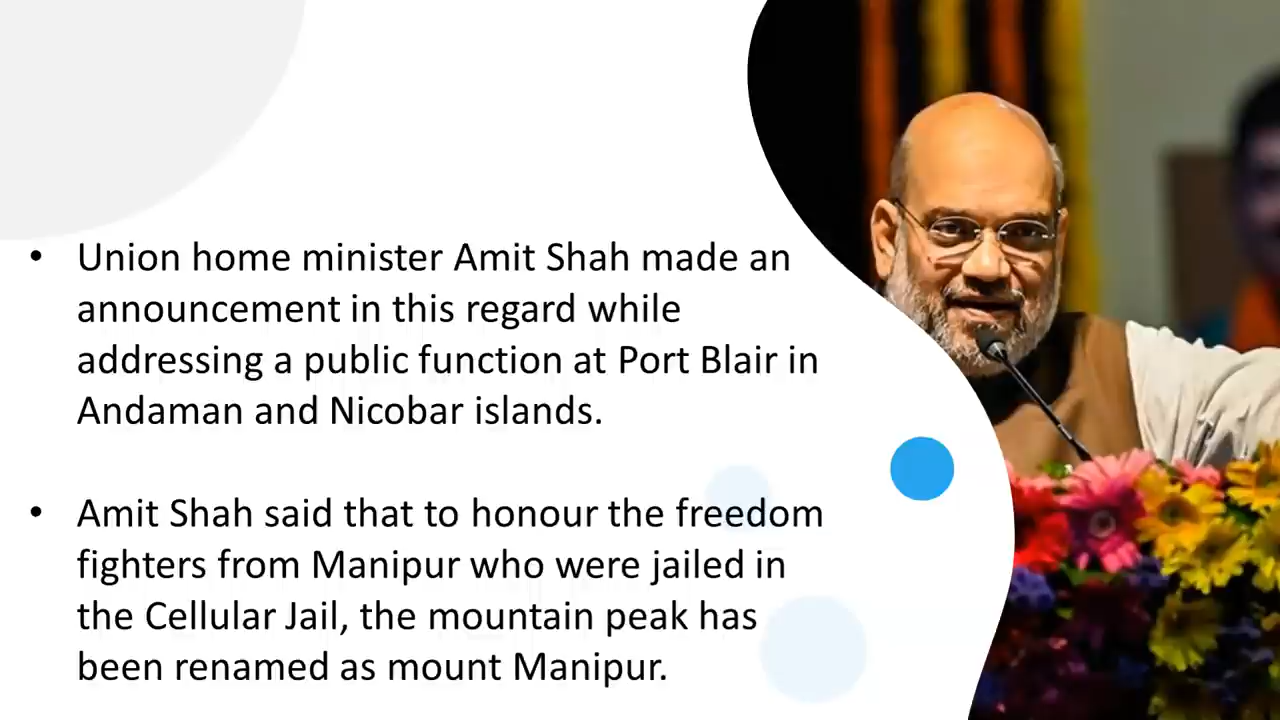 • Union home minister Amit Shah made an
announcement in this regard while
addressing a public function at Port Blair in
Andaman and Nicobar islands.
• Amit Shah said that to honour the freedom
fighters from Manipur who were jailed in
the Cellular Jail, the mountain peak has
been renamed as mount Manipur.